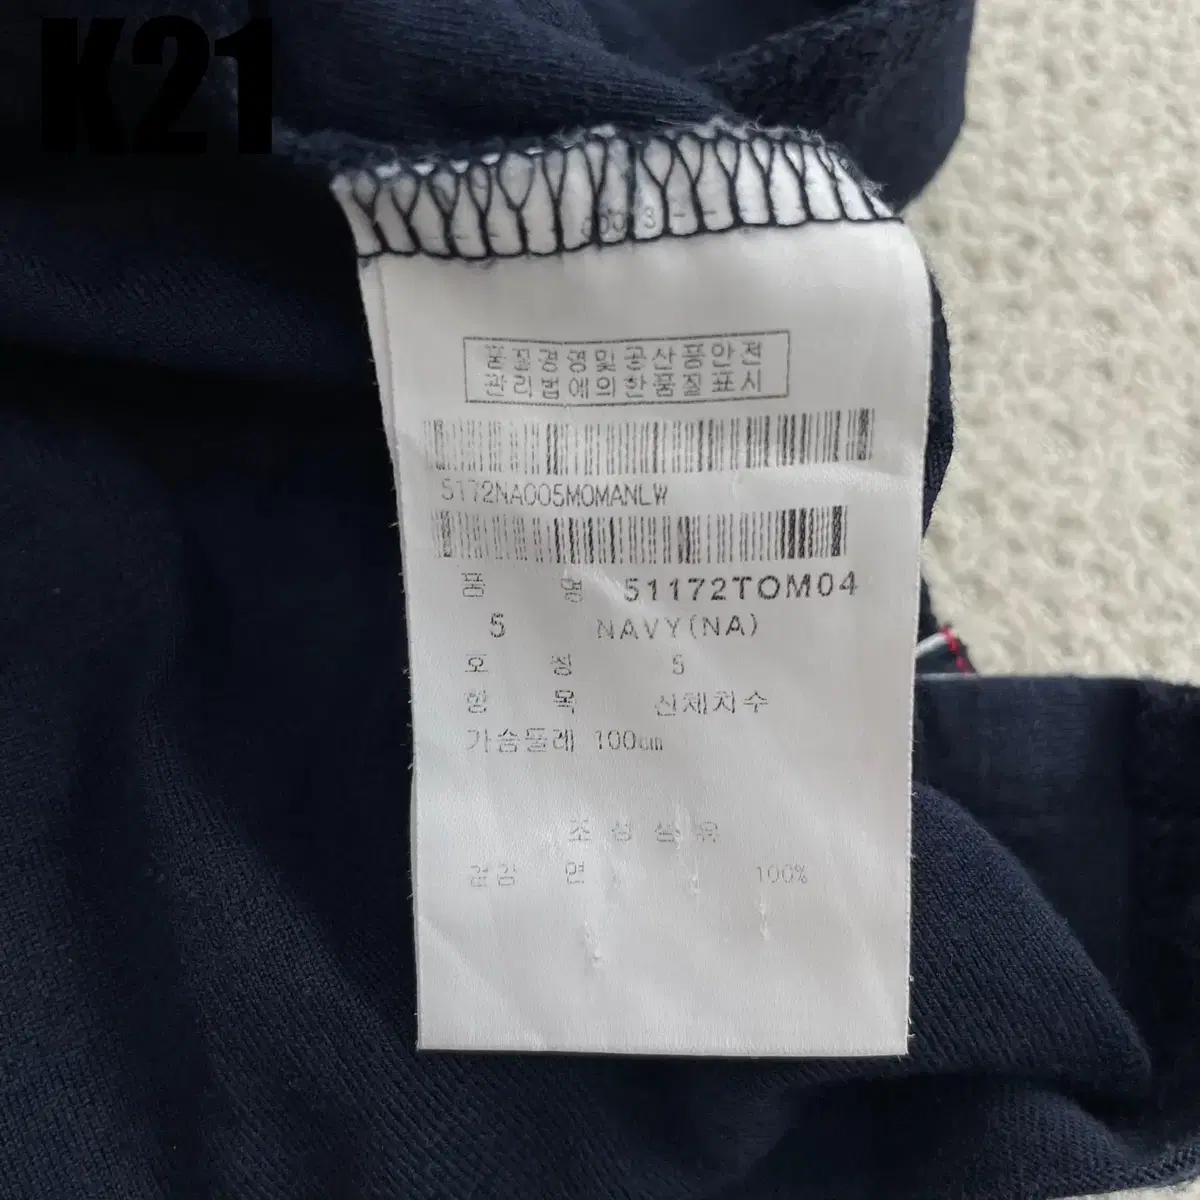 K21
품질경영및공산품안전
관리법에의한품질표시
5172NA005MOMANLW
품 명 51172TOM04
5 NAVY(NA)
호 칭 5
항 목 신체치수
가슴둘레 100cm
조성섬유
겉감 면 100%